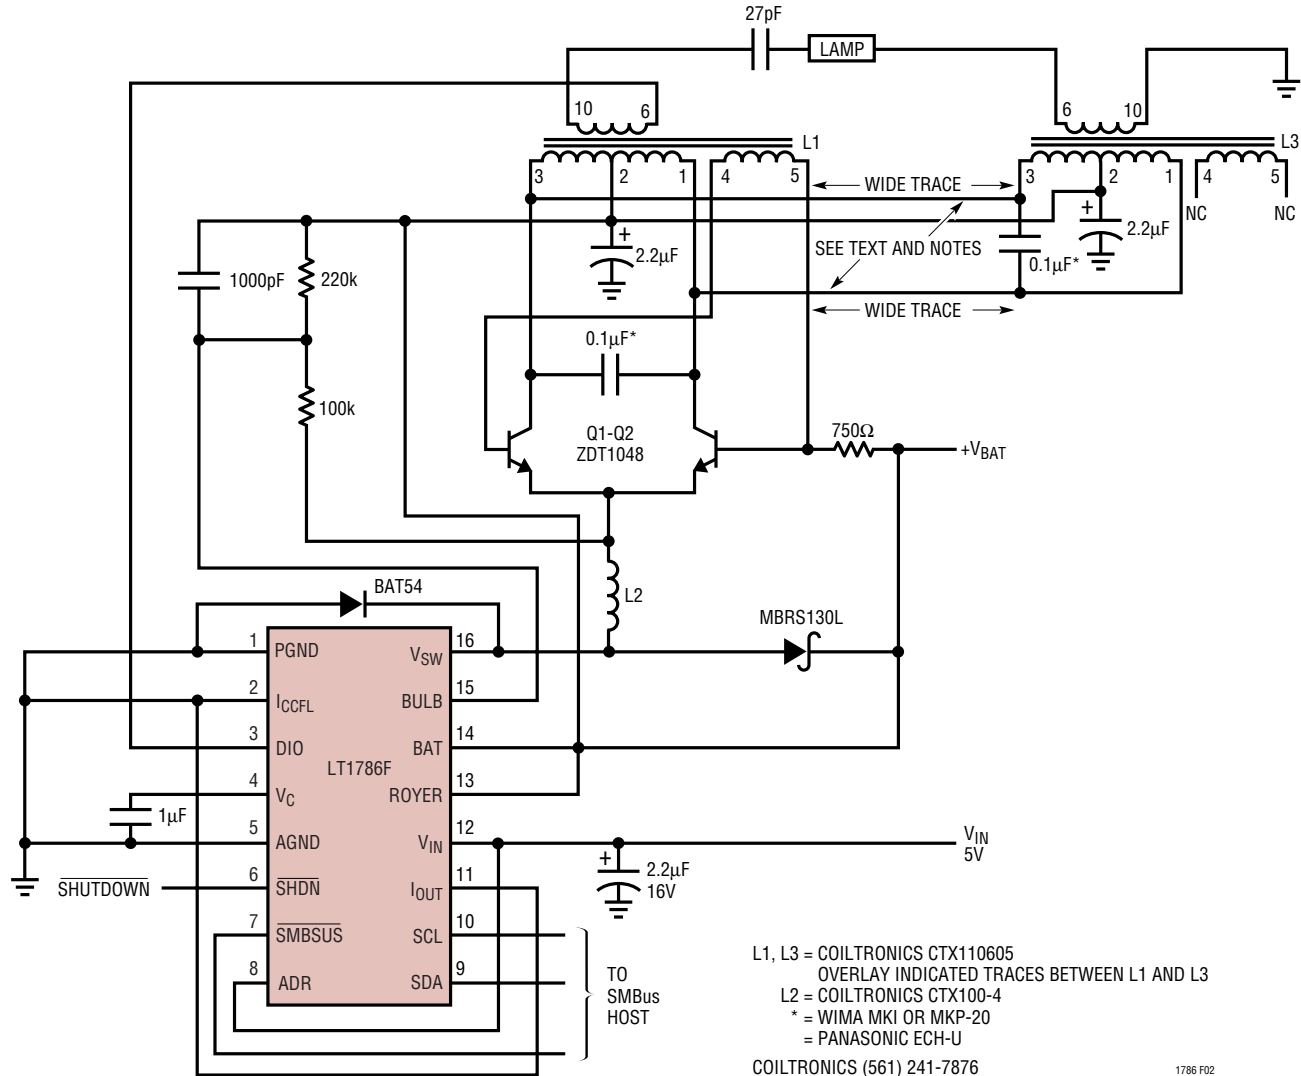 27pF
LAMP
10
6
L1
3
2
1
4
5
6
10
L3
3
2
1
4
5
NC
NC
WIDE TRACE
+
2.2µF
SEE TEXT AND NOTES
0.1µF*
+
2.2µF
WIDE TRACE
1000pF
220k
100k
0.1µF*
Q1-Q2
ZDT1048
750Ω
+VBAT
L2
BAT54
MBRS130L
LT1786F
1 PGND
2 ICCFL
3 DIO
4 VC
5 AGND
6 SHDN
7 SMBSUS
8 ADR
16 VSW
15 BULB
14 BAT
13 ROYER
12 VIN
11 IOUT
10 SCL
9 SDA
1µF
SHUTDOWN
VIN
5V
+
2.2µF
16V
TO
SMBus
HOST
L1, L3 = COILTRONICS CTX110605
OVERLAY INDICATED TRACES BETWEEN L1 AND L3
L2 = COILTRONICS CTX100-4
* = WIMA MKI OR MKP-20
= PANASONIC ECH-U
COILTRONICS (561) 241-7876
1786 F02